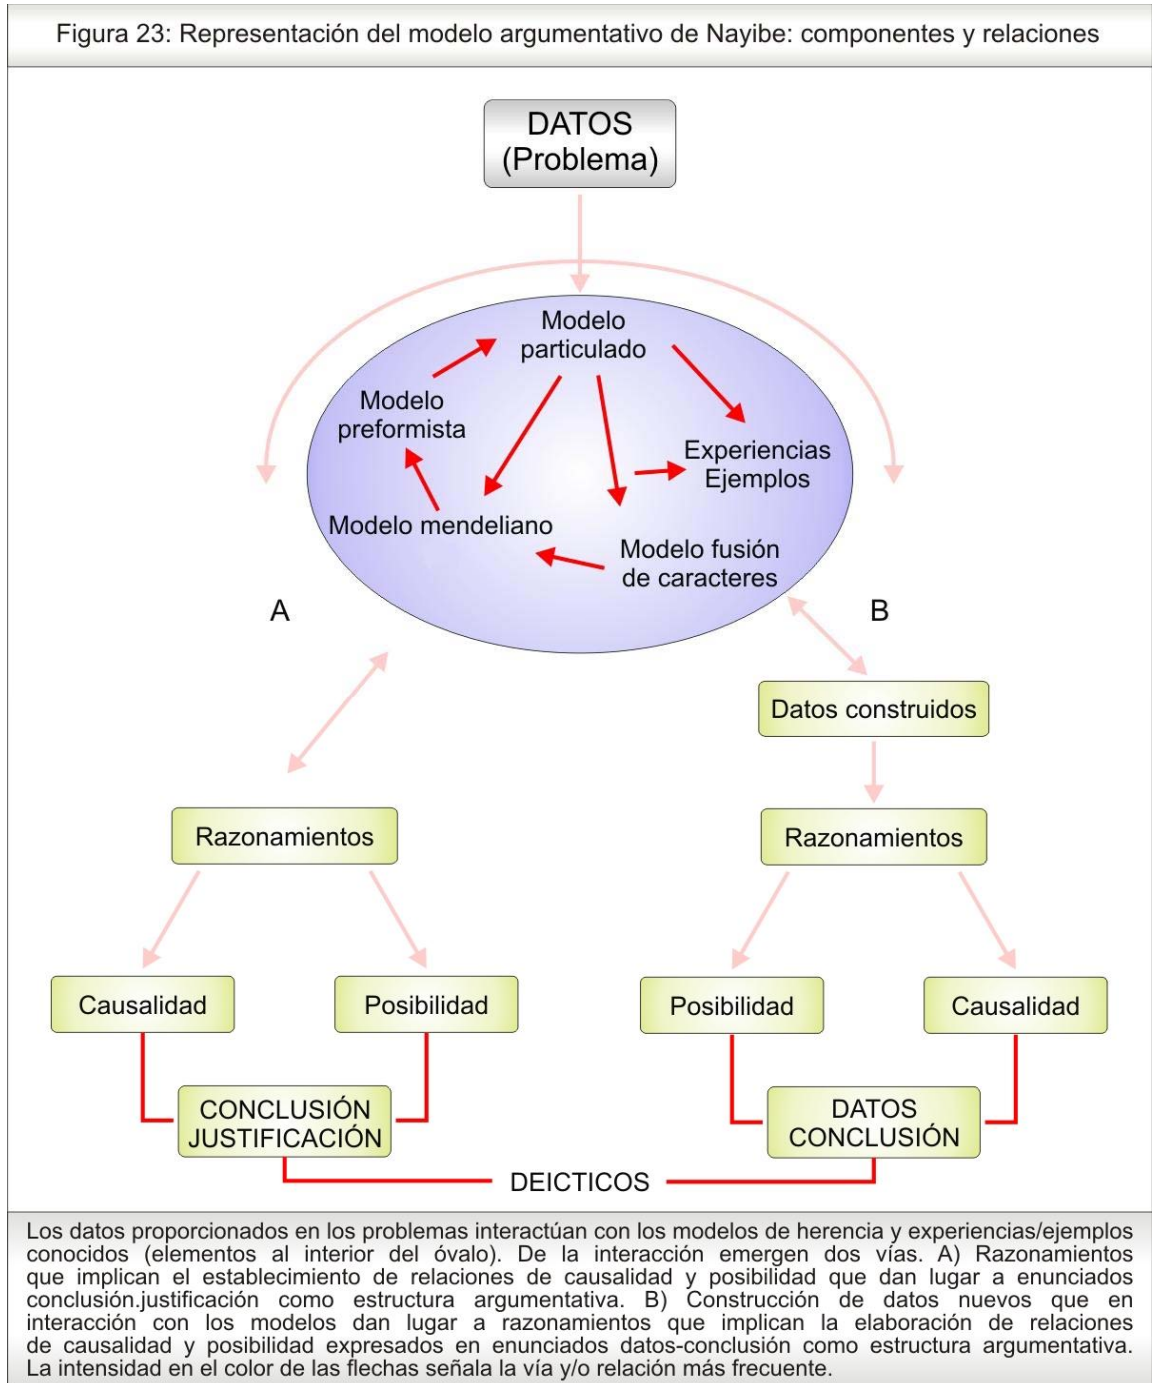 Figura 23: Representación del modelo argumentativo de Nayibe: componentes y relaciones
DATOS
(Problema)
Modelo
particulado
Modelo
preformista
Experiencias
Ejemplos
Modelo mendeliano
Modelo fusión
de caracteres
A
B
Datos construidos
Razonamientos
Razonamientos
Causalidad
Posibilidad
Posibilidad
Causalidad
CONCLUSIÓN
JUSTIFICACIÓN
DATOS
CONCLUSIÓN
DEICTICOS
Los datos proporcionados en los problemas interactúan con los modelos de herencia y experiencias/ejemplos
conocidos (elementos al interior del óvalo). De la interacción emergen dos vías. A) Razonamientos
que implican el establecimiento de relaciones de causalidad y posibilidad que dan lugar a enunciados
conclusión.justificación como estructura argumentativa. B) Construcción de datos nuevos que en
interacción con los modelos dan lugar a razonamientos que implican la elaboración de relaciones
de causalidad y posibilidad expresados en enunciados datos-conclusión como estructura argumentativa.
La intensidad en el color de las flechas señala la vía y/o relación más frecuente.